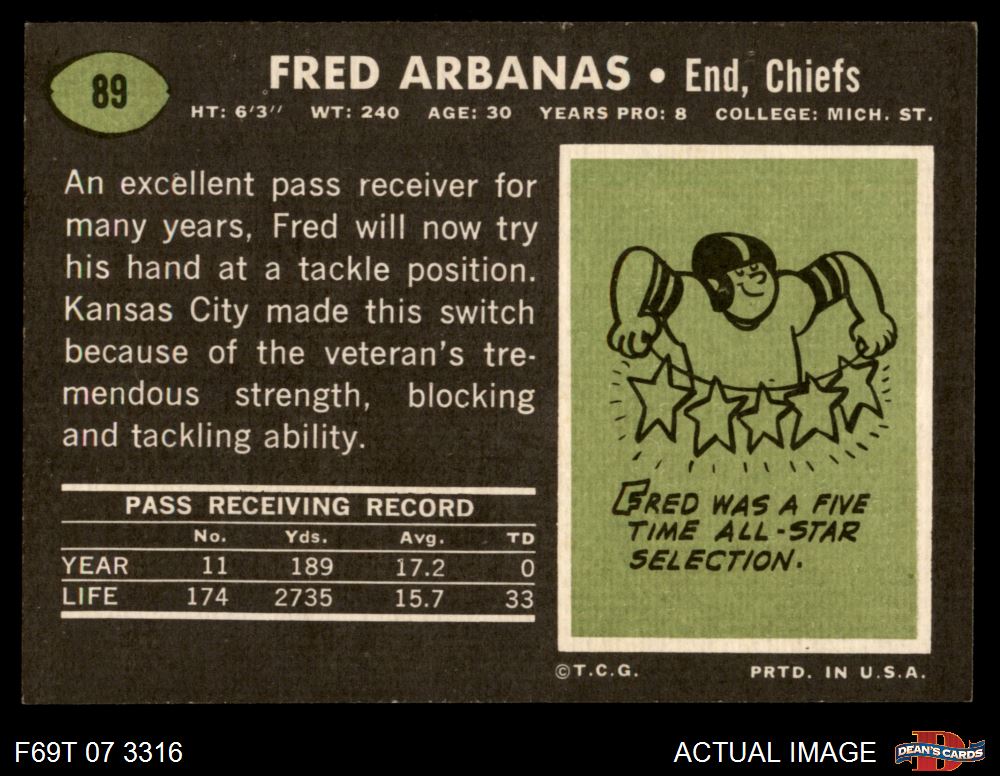 89
FRED ARBANAS • End, Chiefs
HT: 6'3'' WT: 240 AGE: 30 YEARS PRO: 8 COLLEGE: MICH. ST.
An excellent pass receiver for
many years, Fred will now try
his hand at a tackle position.
Kansas City made this switch
because of the veteran's tre-
mendous strength, blocking
and tackling ability.
PASS RECEIVING RECORD
No. Yds. Avg. TD
YEAR 11 189 17.2 0
LIFE 174 2735 15.7 33
FRED WAS A FIVE
TIME ALL-STAR
SELECTION.
©T.C.G. PRTD. IN U.S.A.
F69T 07 3316
ACTUAL IMAGE
D
DEAN'S CARDS